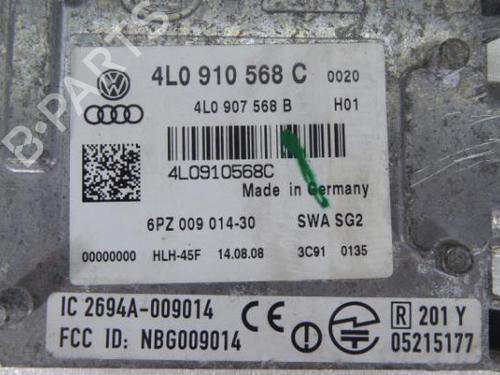 B-PARTS
4L0 910 568 C 0020
4L0 907 568 B H01
4L0910568C
Made in Germany
6PZ 009 014-30 SWA SG2
00000000 HLH-45F 14.08.08 3C91 0135
IC 2694A-009014
FCC ID: NBG009014
CE
R 201 Y
05215177